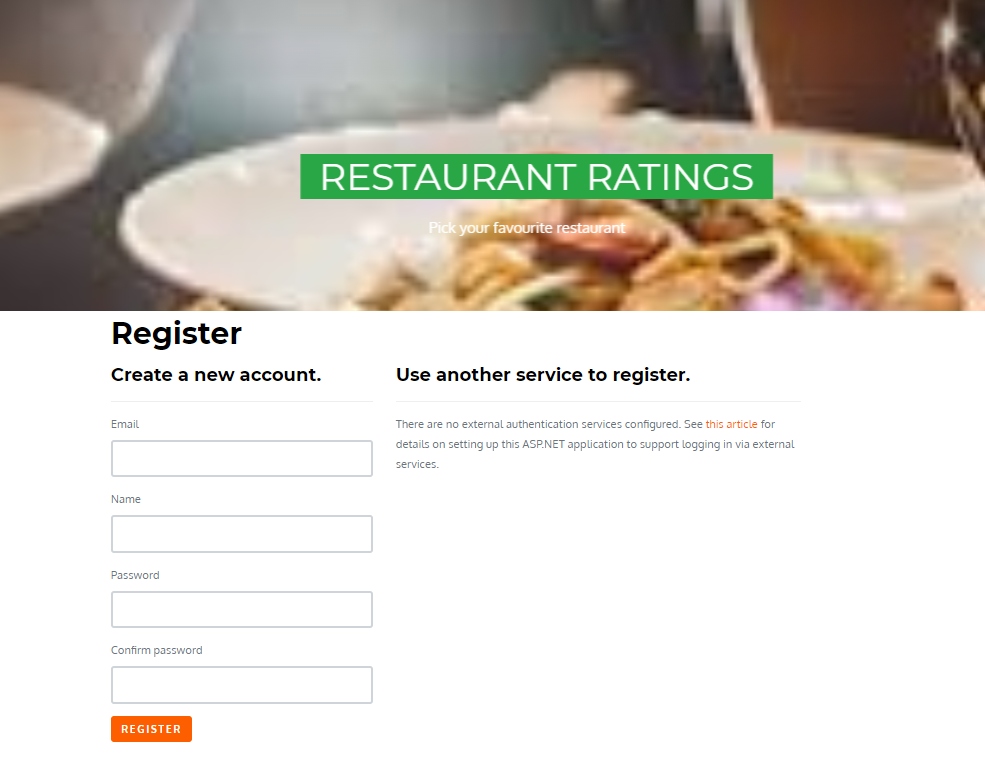 RESTAURANT RATINGS
Pick your favourite restaurant
Register
Create a new account.
Email
Name
Password
Confirm password
REGISTER
Use another service to register.
There are no external authentication services configured. See this article for
details on setting up this ASP.NET application to support logging in via external
services.